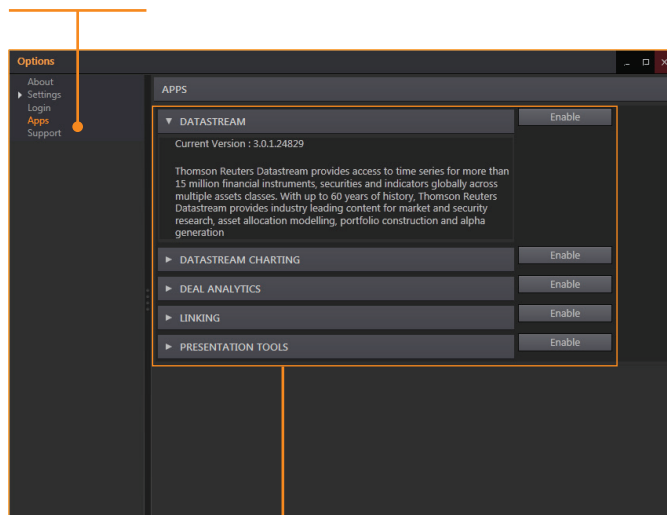 Options
About
Settings
Login
Apps
Support
APPS
DATASTREAM
Enable
Current Version : 3.0.1.24829
Thomson Reuters Datastream provides access to time series for more than
15 million financial instruments, securities and indicators globally across
multiple assets classes. With up to 60 years of history, Thomson Reuters
Datastream provides industry leading content for market and security
research, asset allocation modelling, portfolio construction and alpha
generation
DATASTREAM CHARTING
Enable
DEAL ANALYTICS
Enable
LINKING
Enable
PRESENTATION TOOLS
Enable